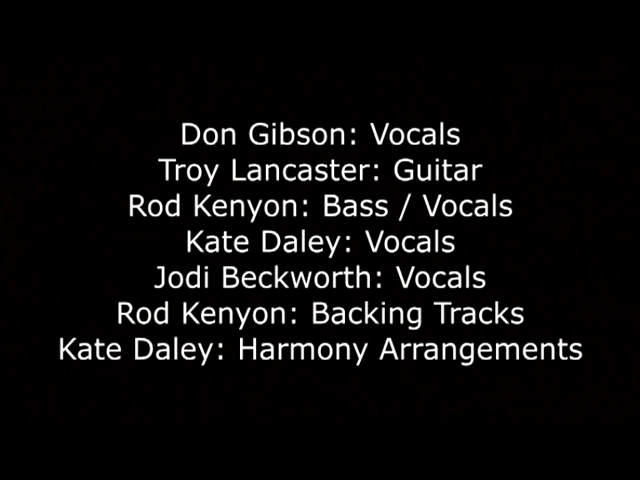 Don Gibson: Vocals
Troy Lancaster: Guitar
Rod Kenyon: Bass / Vocals
Kate Daley: Vocals
Jodi Beckworth: Vocals
Rod Kenyon: Backing Tracks
Kate Daley: Harmony Arrangements